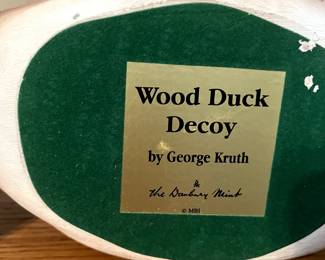 Wood Duck
Decoy
by George Kruth
&
The Danbury Mint
© MBI